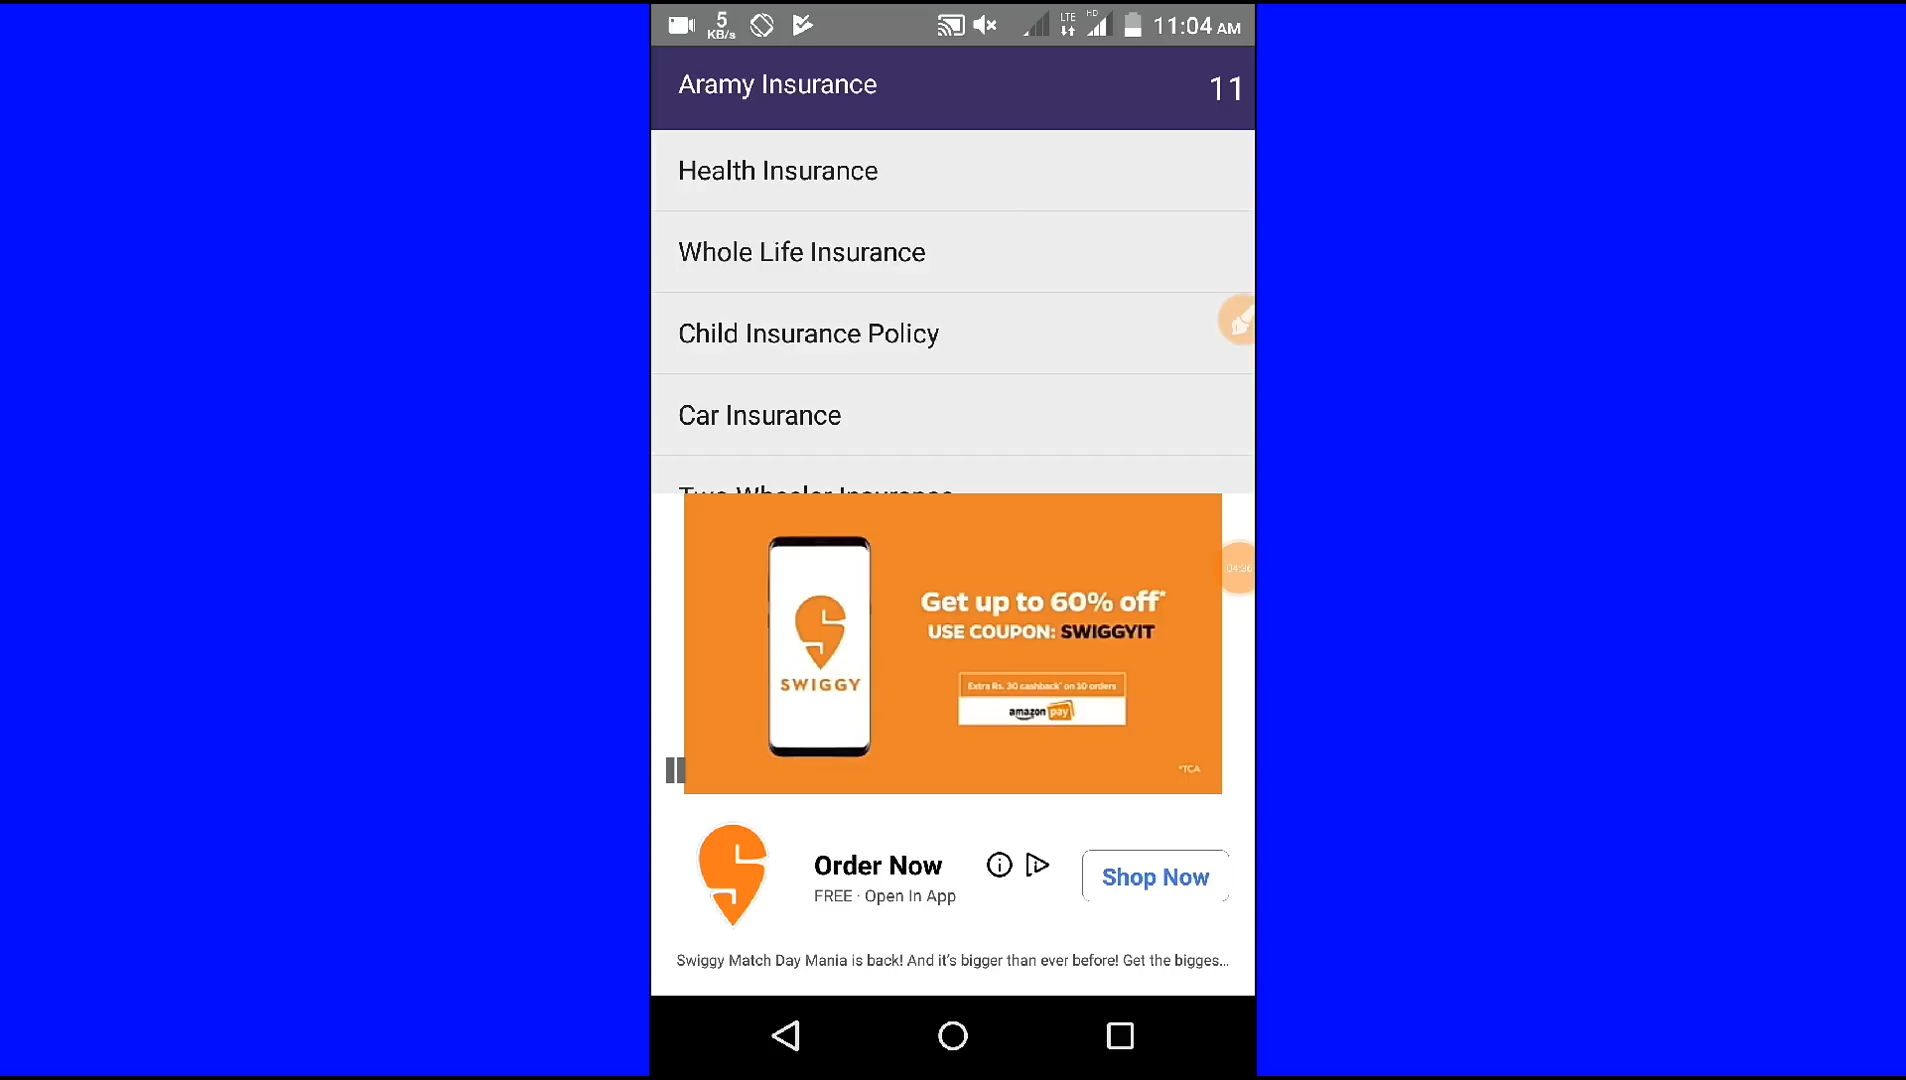 5
KB/s
LTE
HD
11:04 AM
Aramy Insurance
11
Health Insurance
Whole Life Insurance
Child Insurance Policy
Car Insurance
Two Wheeler Insurance
Get up to 60% off*
USE COUPON: SWIGGYIT
SWIGGY
Extra Rs. 30 cashback* on 10 orders
amazon pay
04:36
*TCA
Order Now
FREE · Open In App
Shop Now
Swiggy Match Day Mania is back! And it's bigger than ever before! Get the bigges...